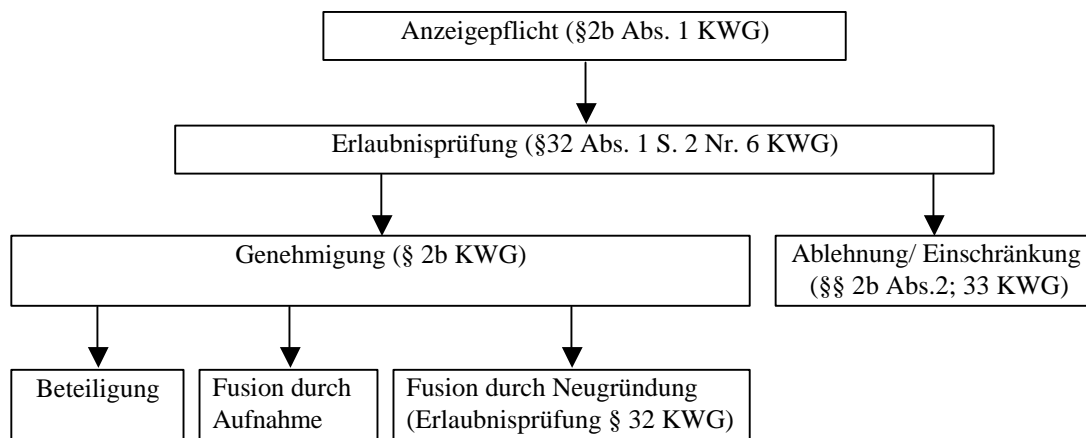 Anzeigepflicht (§2b Abs. 1 KWG)
Erlaubnisprüfung (§32 Abs. 1 S. 2 Nr. 6 KWG)
Genehmigung (§ 2b KWG)
Ablehnung/ Einschränkung
(§§ 2b Abs.2; 33 KWG)
Beteiligung
Fusion durch
Aufnahme
Fusion durch Neugründung
(Erlaubnisprüfung § 32 KWG)